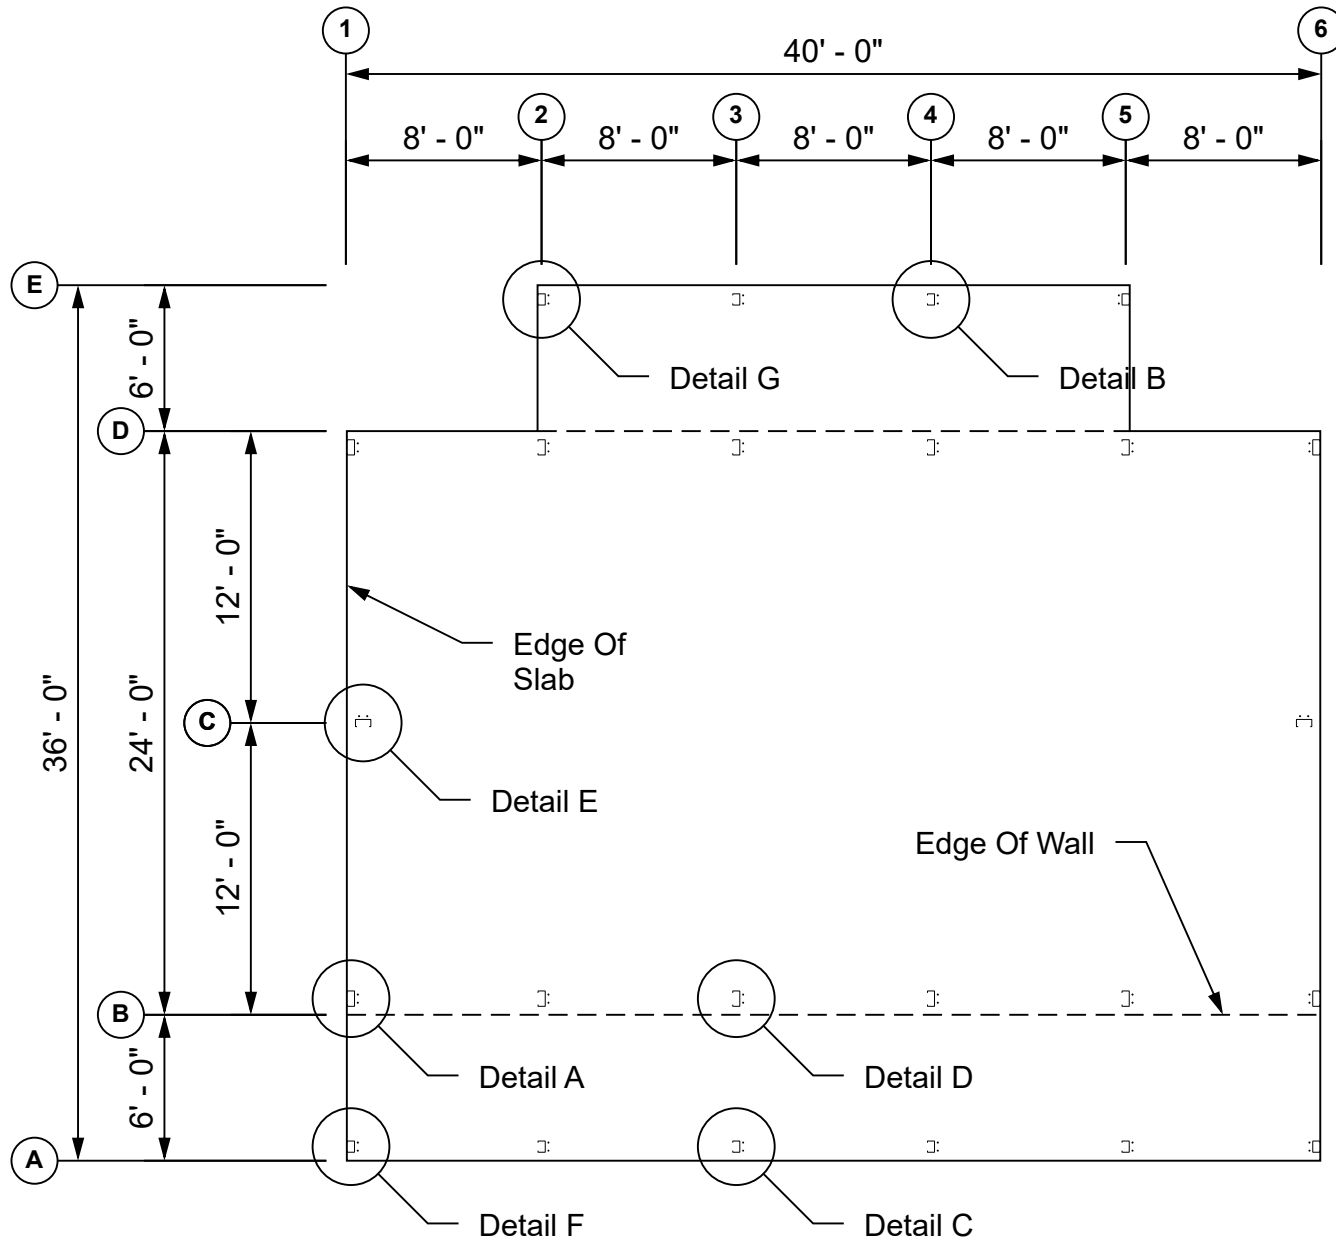 1
6
40' - 0"
2
3
4
5
8' - 0"
8' - 0"
8' - 0"
8' - 0"
8' - 0"
E
6' - 0"
Detail G
Detail B
D
12' - 0"
Edge Of
Slab
36' - 0"
24' - 0"
C
Detail E
Edge Of Wall
12' - 0"
B
Detail A
Detail D
6' - 0"
A
Detail F
Detail C